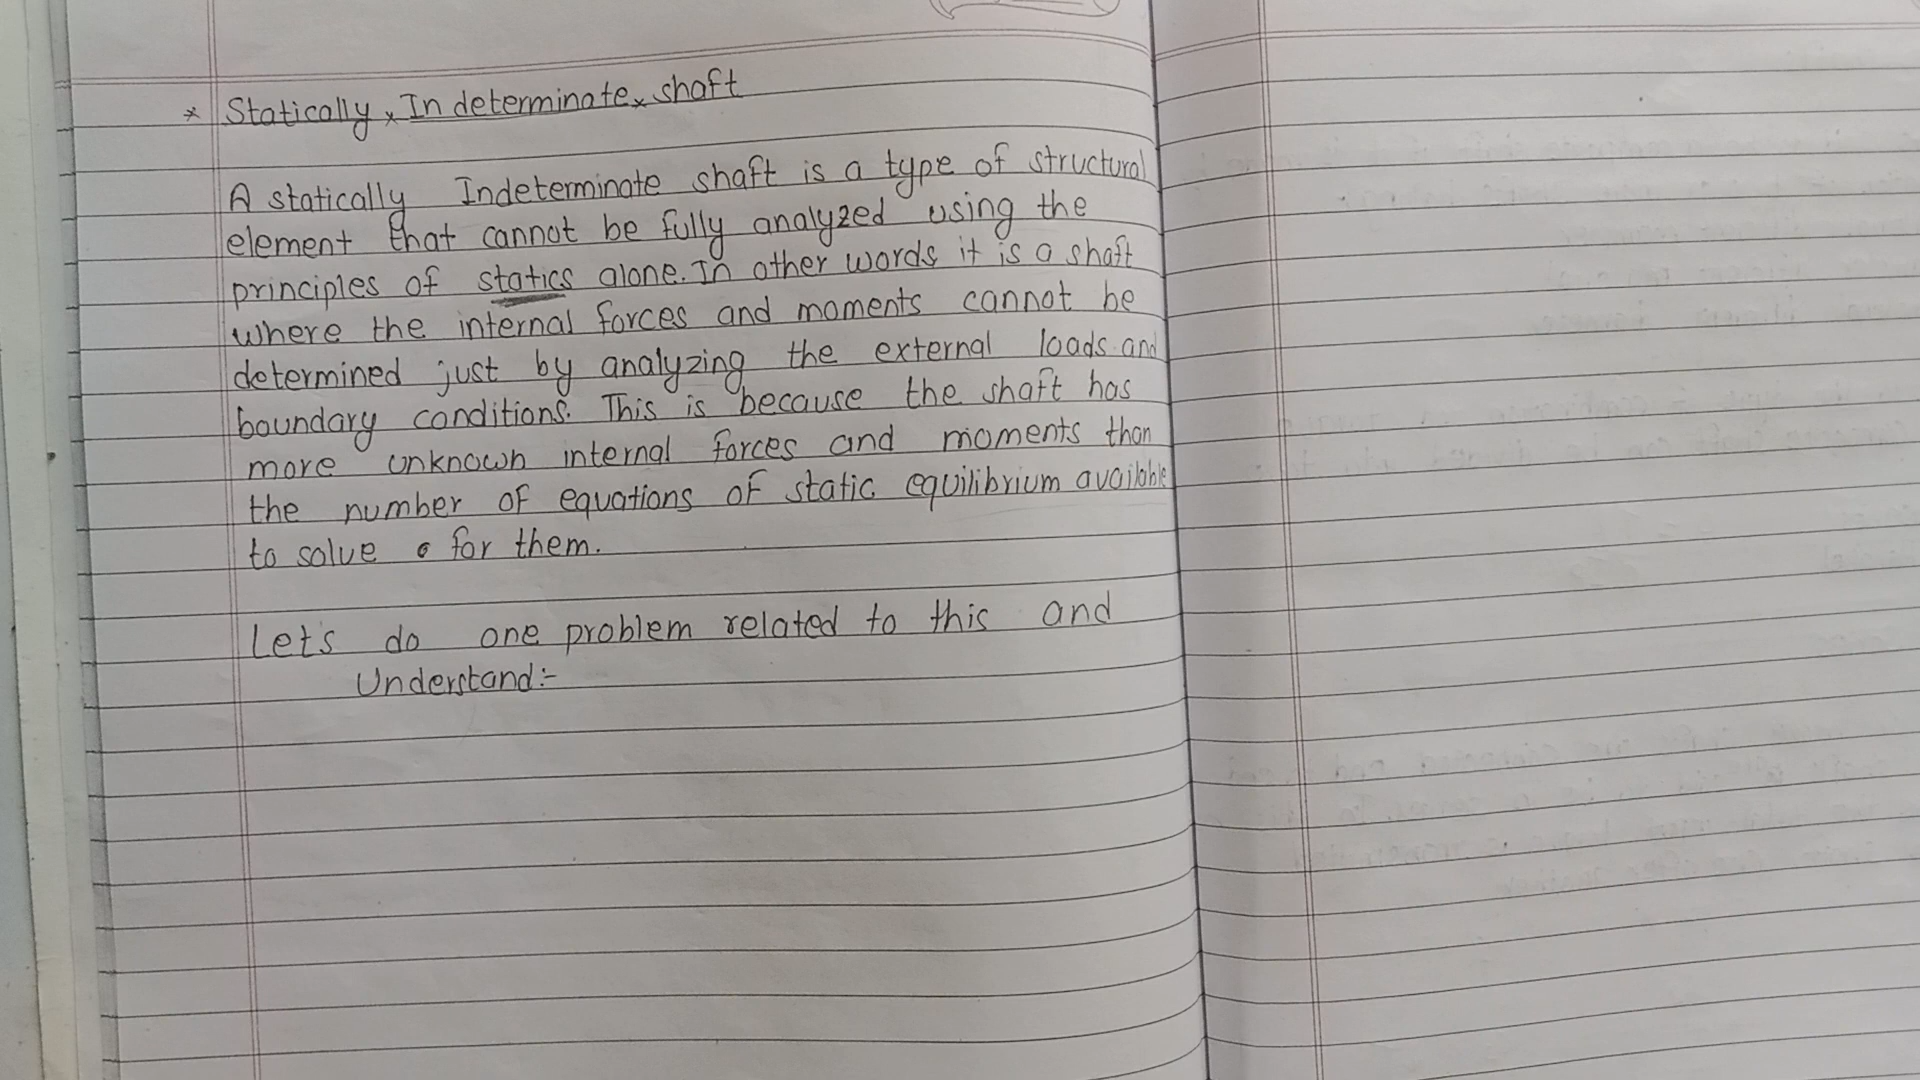 * Statically x Indeterminate x shaft
A statically Indeterminate shaft is a type of structural
element that cannot be fully analyzed using the
principles of statics alone. In other words it is a shaft
where the internal forces and moments cannot be
determined just by analyzing the external loads and
boundary conditions. This is because the shaft has
more unknown internal forces and moments than
the number of equations of static equilibrium available
to solve for them.
Let's do one problem related to this and
Understand:-